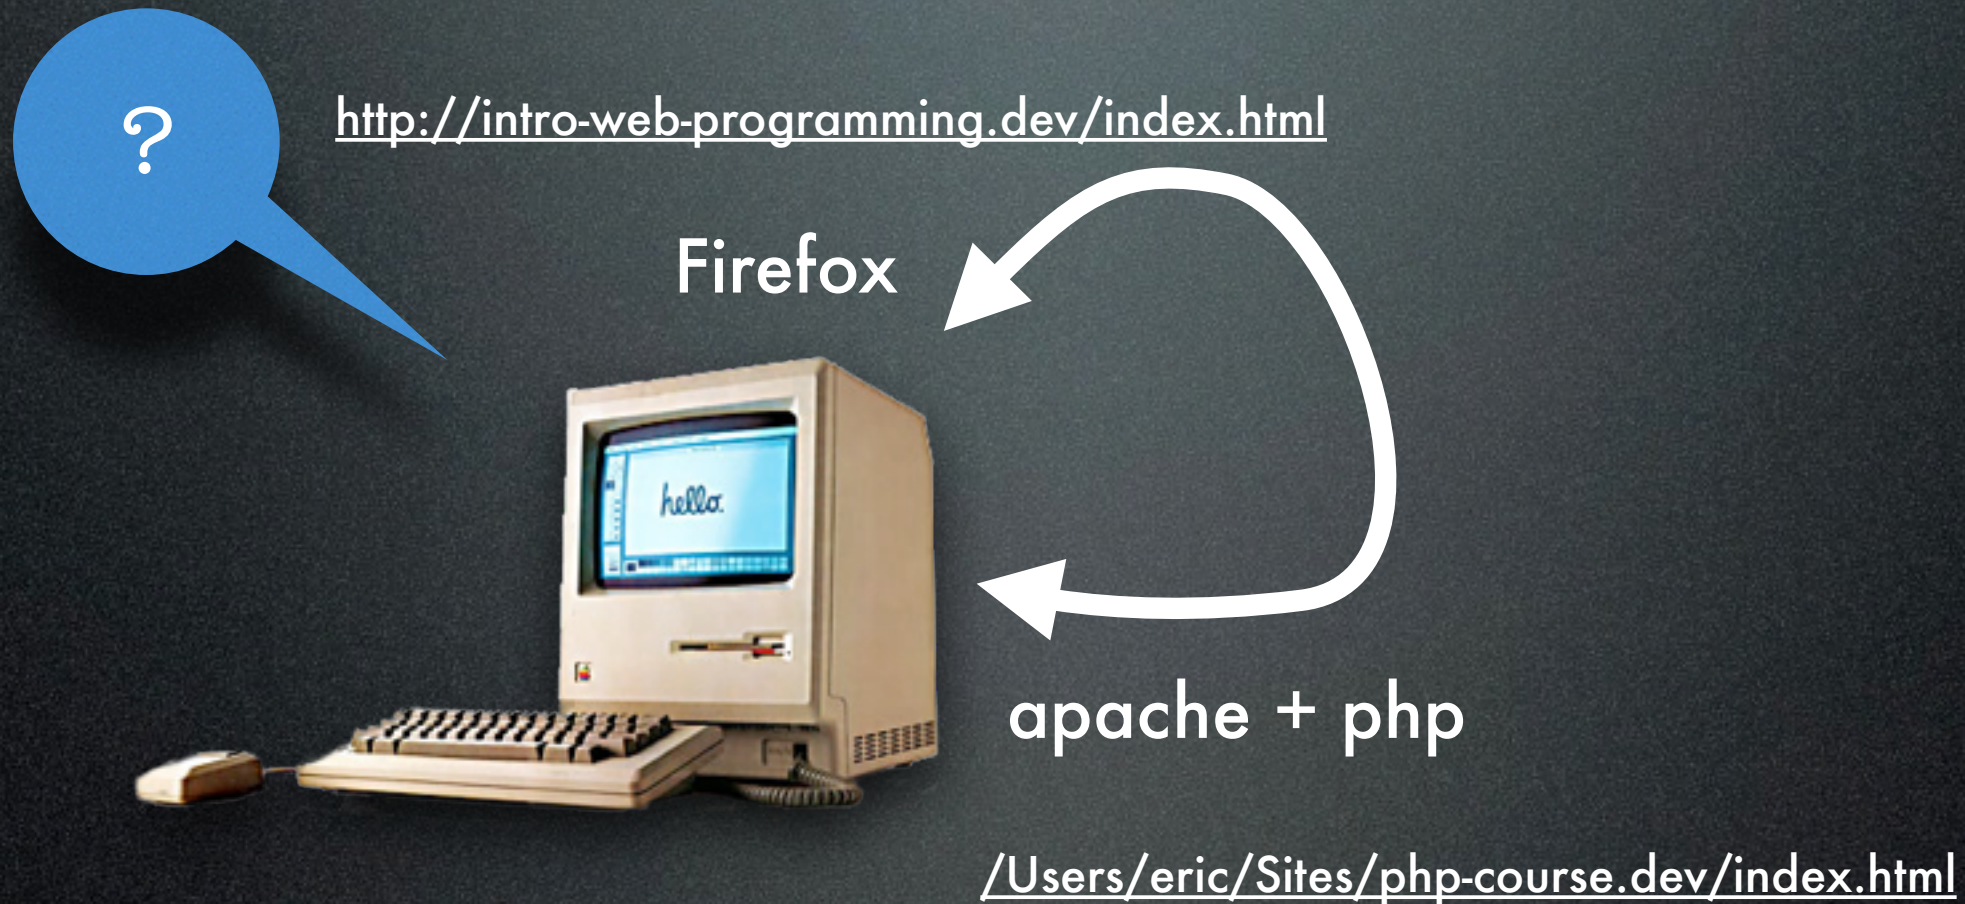 ?
http://intro-web-programming.dev/index.html
Firefox
hello.
apache + php
/Users/eric/Sites/php-course.dev/index.html